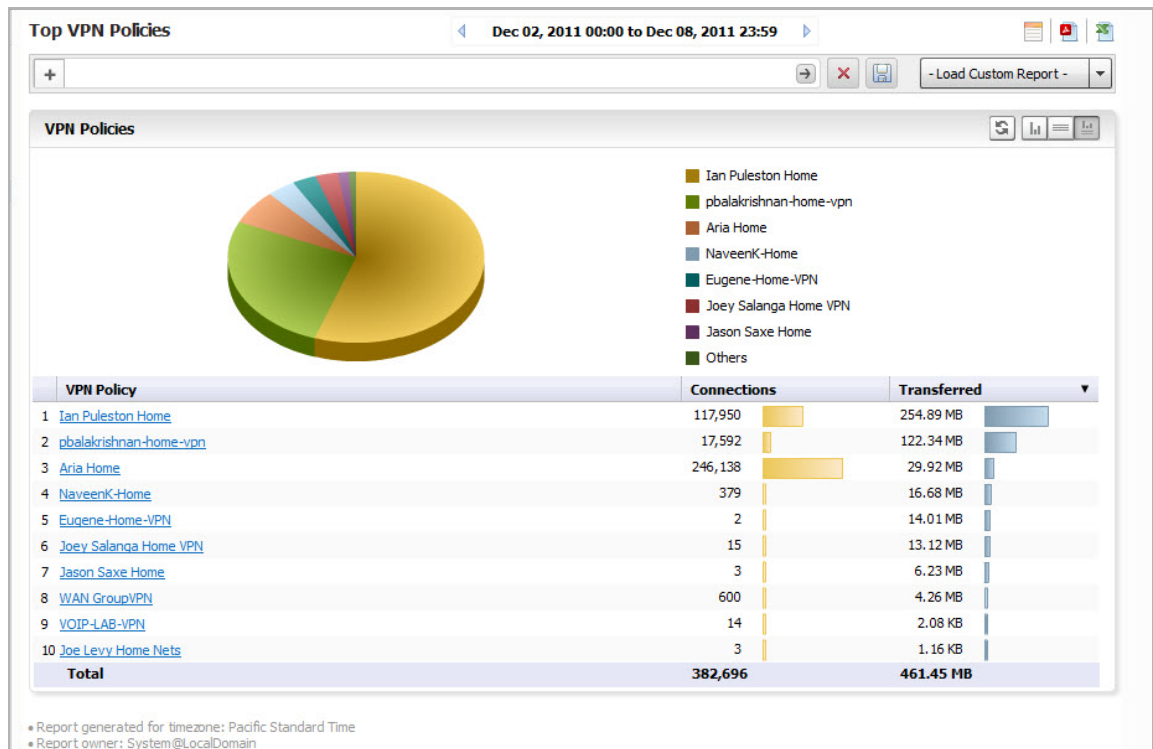 Top VPN Policies
Dec 02, 2011 00:00 to Dec 08, 2011 23:59
+
- Load Custom Report -
VPN Policies
Ian Puleston Home
pbalakrishnan-home-vpn
Aria Home
NaveenK-Home
Eugene-Home-VPN
Joey Salanga Home VPN
Jason Saxe Home
Others
VPN Policy Connections Transferred
1 Ian Puleston Home 117,950 254.89 MB
2 pbalakrishnan-home-vpn 17,592 122.34 MB
3 Aria Home 246,138 29.92 MB
4 NaveenK-Home 379 16.68 MB
5 Eugene-Home-VPN 2 14.01 MB
6 Joey Salanga Home VPN 15 13.12 MB
7 Jason Saxe Home 3 6.23 MB
8 WAN GroupVPN 600 4.26 MB
9 VOIP-LAB-VPN 14 2.08 KB
10 Joe Levy Home Nets 3 1.16 KB
Total 382,696 461.45 MB
• Report generated for timezone: Pacific Standard Time
• Report owner: System@LocalDomain